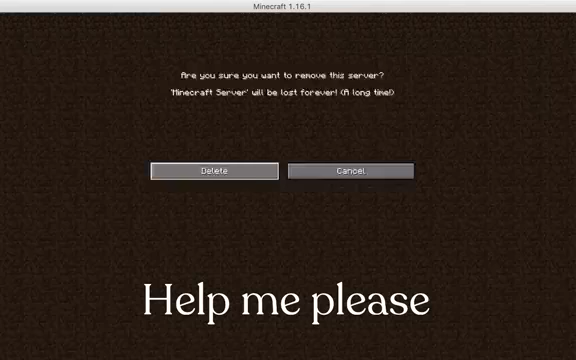 Minecraft 1.16.1
Are you sure you want to remove this server?
'Minecraft Server' will be lost forever! (A long time!)
Delete
Cancel
Help me please